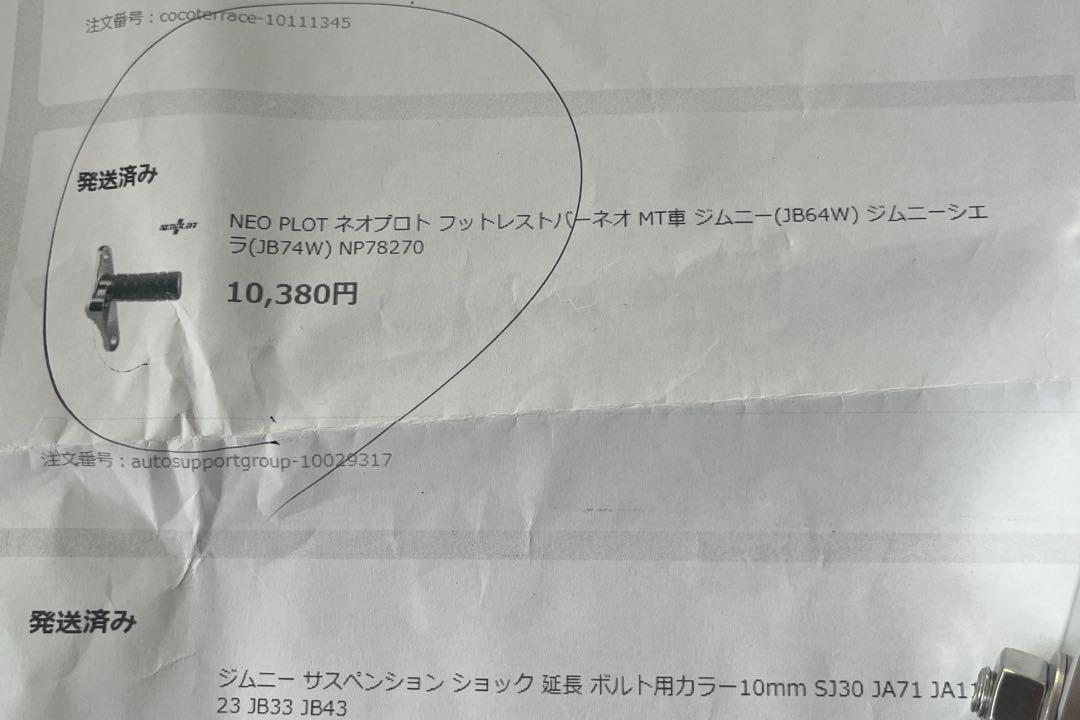 注文番号：cocoterrace-10111345
発送済み
NEO PLOT ネオプロト フットレストバーネオ MT車 ジムニー(JB64W) ジムニーシエ
ラ(JB74W) NP78270
10,380円
注文番号：autosupportgroup-10029317
発送済み
ジムニー サスペンション ショック 延長 ボルト用カラー10mm SJ30 JA71
23 JB33 JB43